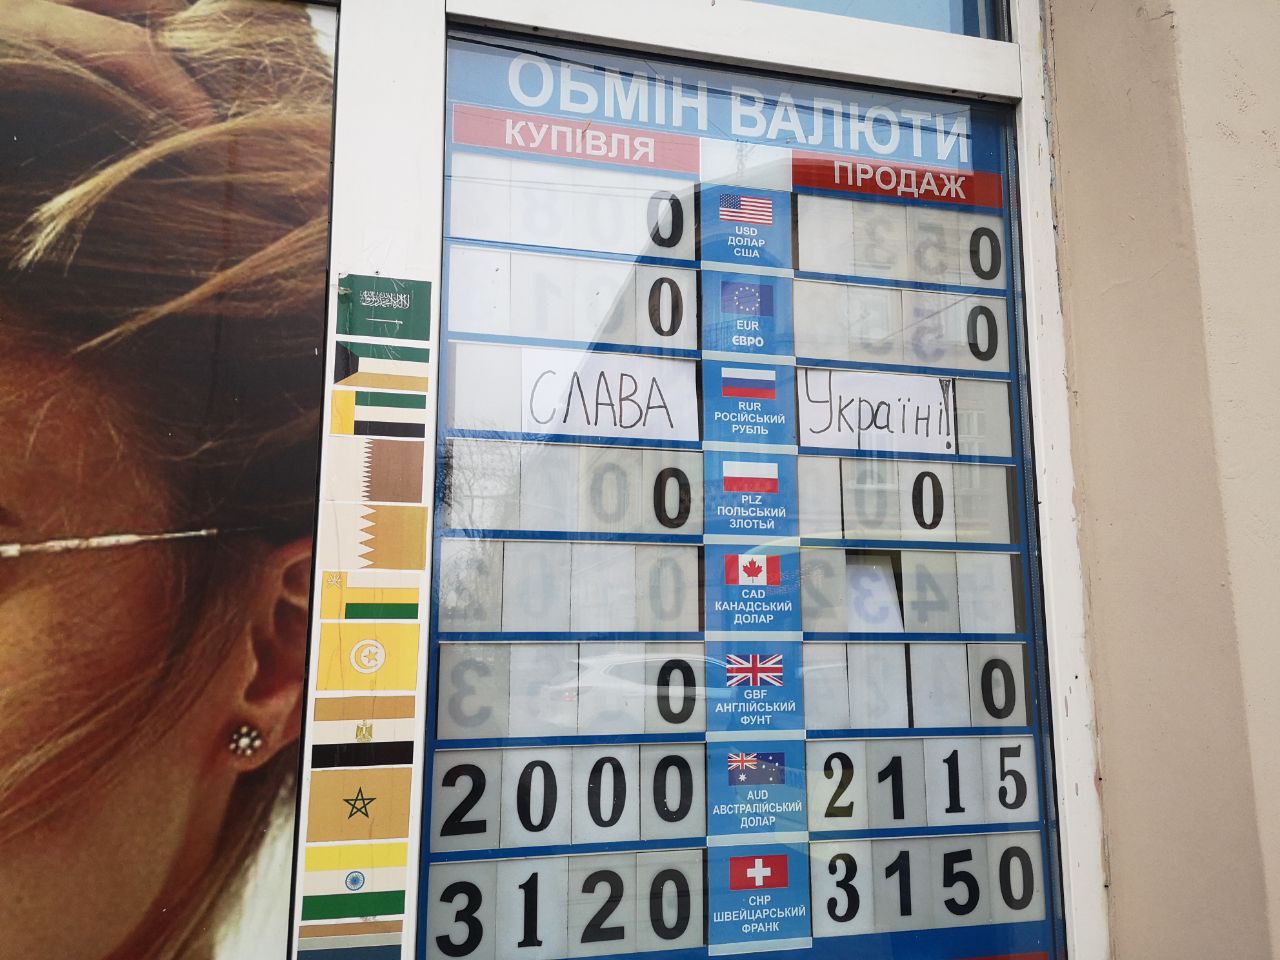 ОБМІН ВАЛЮТИ
КУПІВЛЯ
ПРОДАЖ
0 USD 0
ДОЛАР
США
0 EUR 0
ЄВРО
СЛАВА RUR Україні!
РОСІЙСЬКИЙ
РУБЛЬ
0 PLZ 0
ПОЛЬСЬКИЙ
ЗЛОТЬЙ
CAD
КАНАДСЬКИЙ
ДОЛАР
0 GBF 0
АНГЛІЙСЬКИЙ
ФУНТ
2000 AUD 2115
АВСТРАЛІЙСЬКИЙ
ДОЛАР
3120 CHP 3150
ШВЕЙЦАРСЬКИЙ
ФРАНК